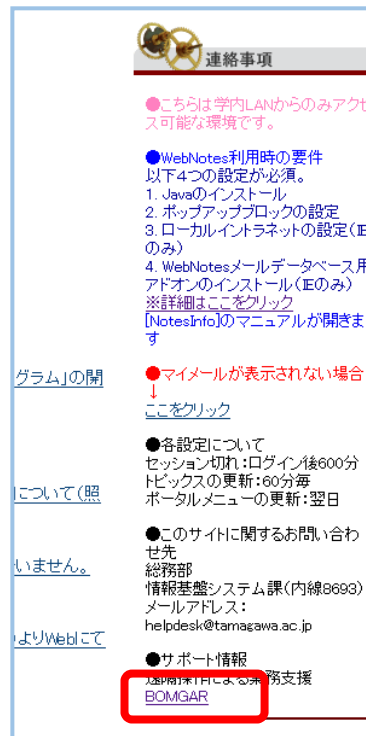 連絡事項
●こちらは学内LANからのみアクセ
ス可能な環境です。
●WebNotes利用時の要件
以下4つの設定が必須。
1. Javaのインストール
2. ポップアップブロックの設定
3. ローカルイントラネットの設定(IE
のみ)
4. WebNotesメールデータベース用
アドオンのインストール(IEのみ)
※詳細はここをクリック
[NotesInfo]のマニュアルが開きま
す
グラム」の開
●マイメールが表示されない場合
↓
ここをクリック
●各設定について
セッション切れ:ログイン後600分
トピックスの更新:60分毎
ポータルメニューの更新:翌日
について(照
●このサイトに関するお問い合わ
せ先
総務部
情報基盤システム課(内線8693)
メールアドレス:
helpdesk@tamagawa.ac.jp
いません。
よりWebにて
●サポート情報
遠隔操作による業務支援
BOMGAR